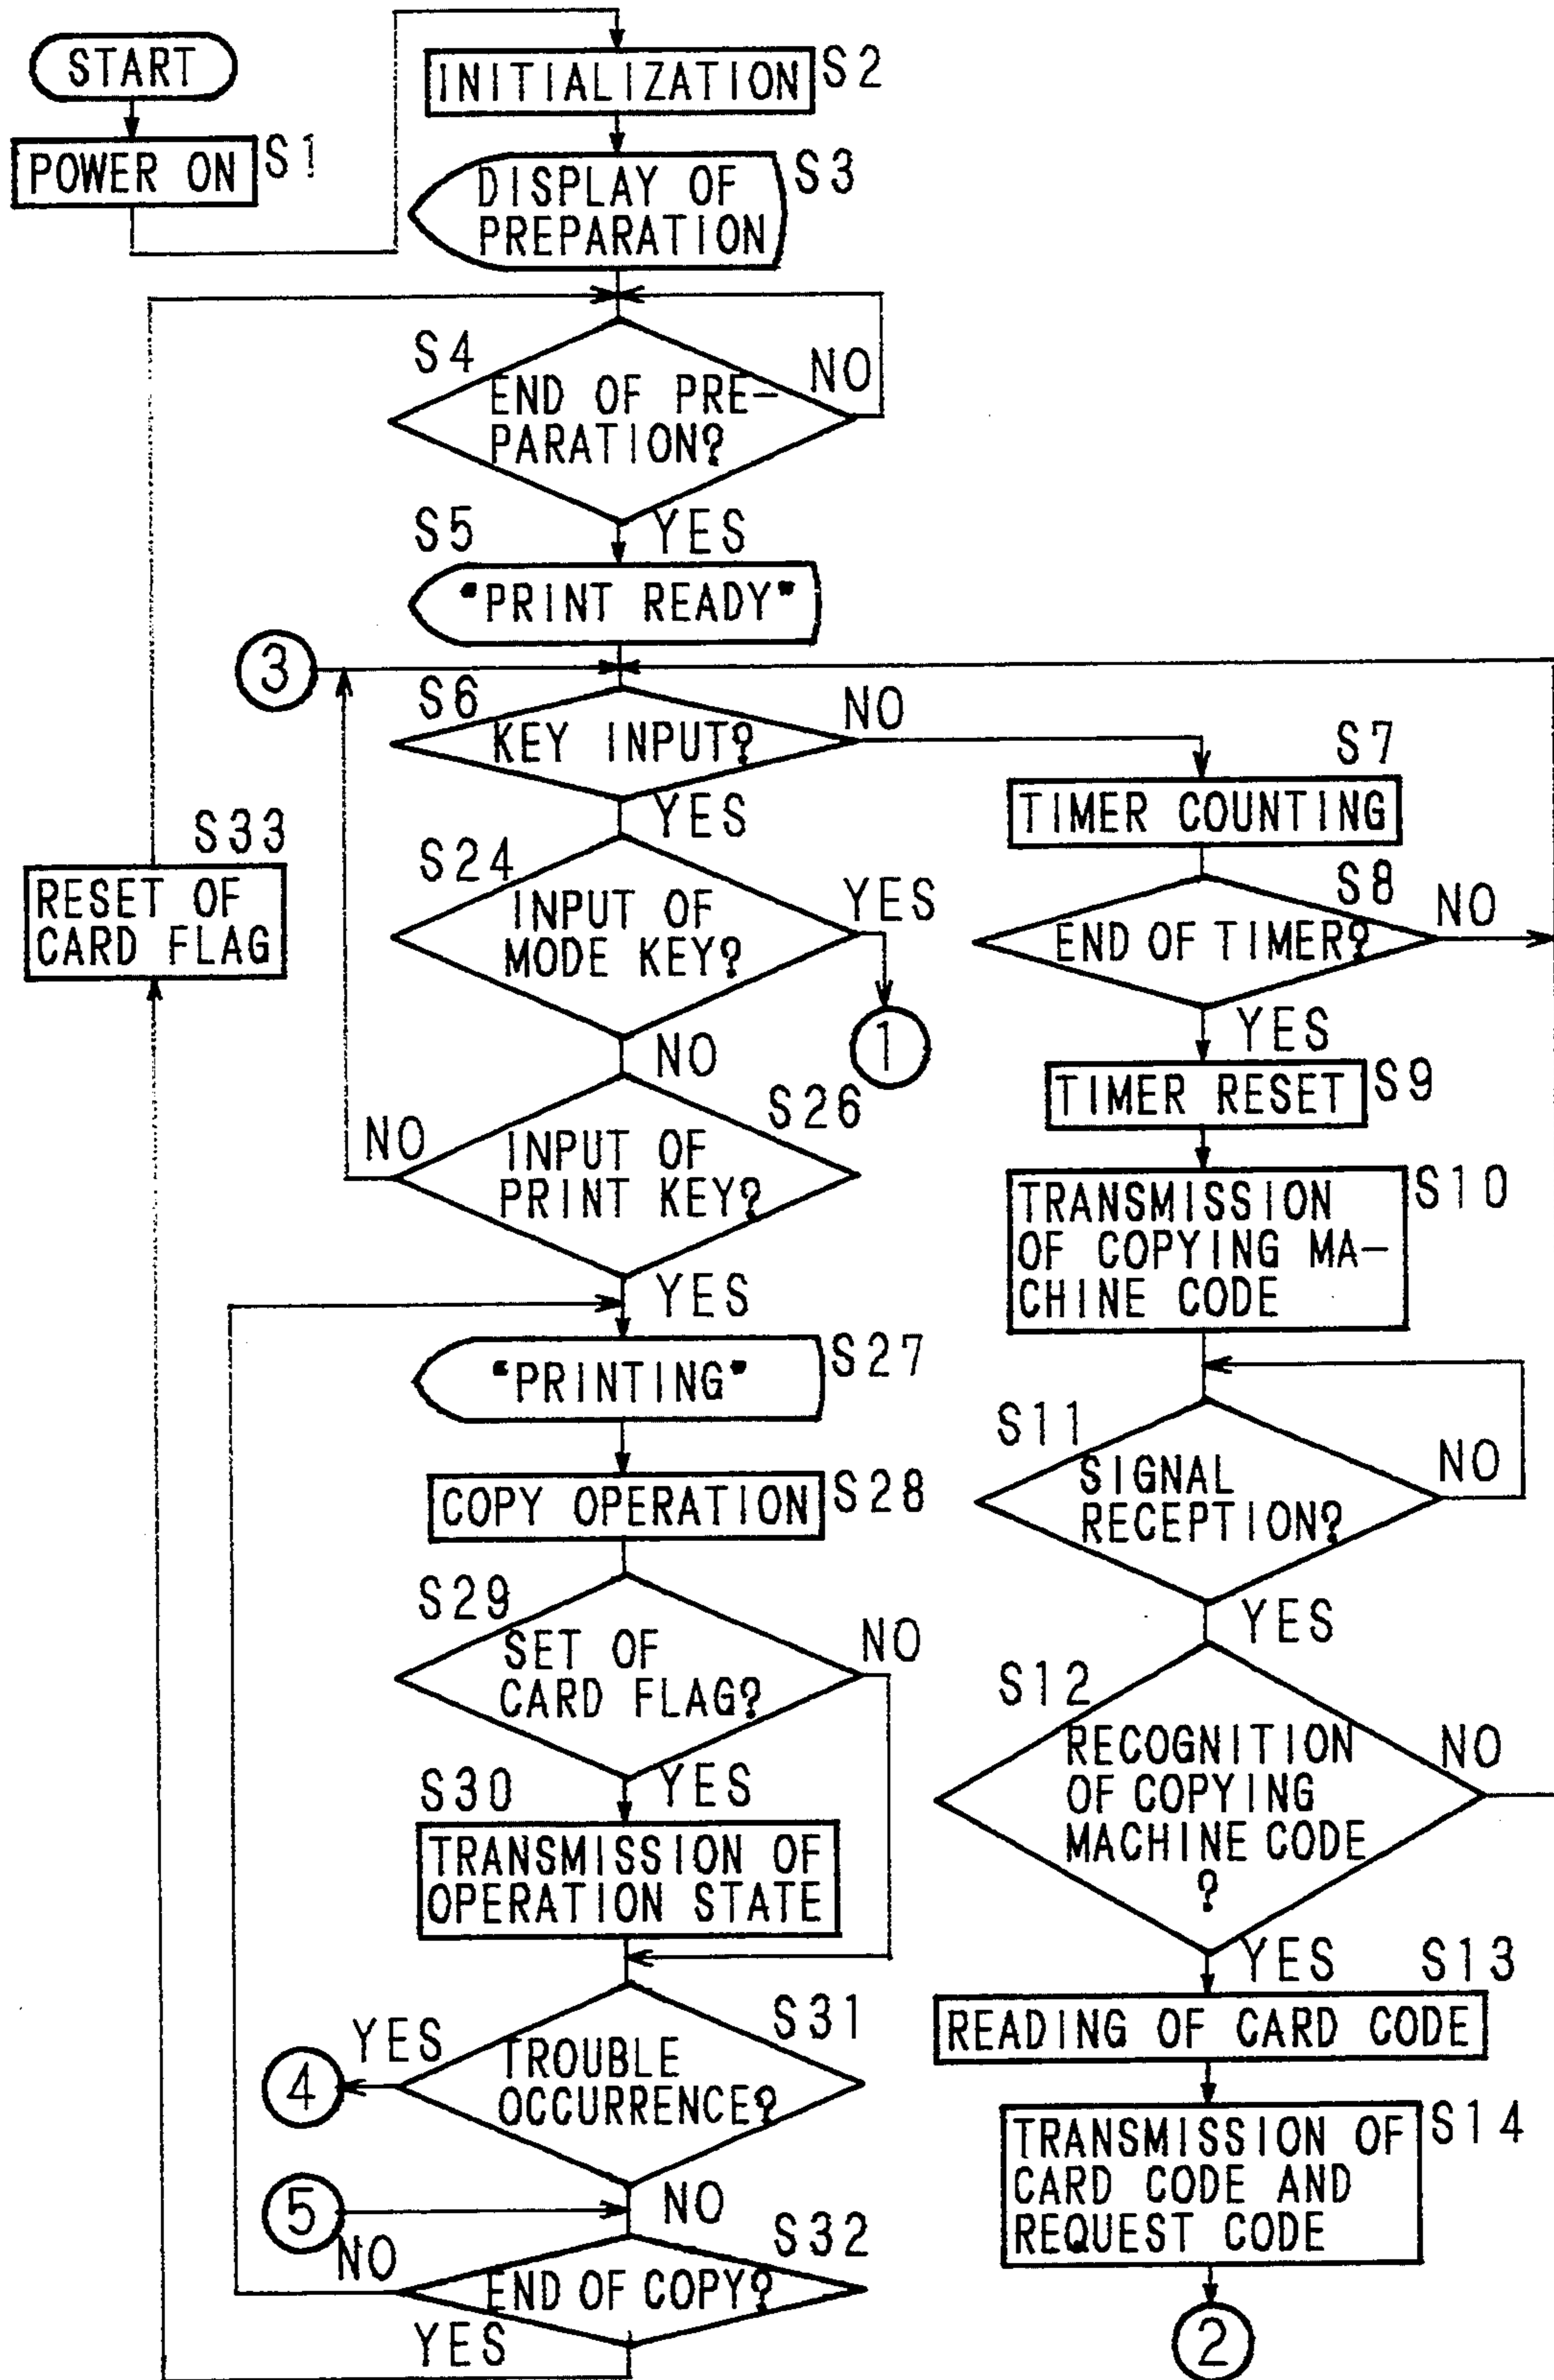 START
POWER ON
S1
INITIALIZATION
S2
DISPLAY OF
PREPARATION
S3
S4
END OF PRE-
PARATION?
NO
YES
S5
"PRINT READY"
3
S6
KEY INPUT?
NO
YES
S24
INPUT OF
MODE KEY?
YES
1
NO
S26
INPUT OF
PRINT KEY?
NO
YES
S27
"PRINTING"
COPY OPERATION
S28
S29
SET OF
CARD FLAG?
NO
YES
S30
TRANSMISSION OF
OPERATION STATE
S31
TROUBLE
OCCURRENCE?
YES
4
NO
5
S32
END OF COPY?
NO
YES
S33
RESET OF
CARD FLAG
S7
TIMER COUNTING
S8
END OF TIMER?
NO
YES
TIMER RESET
S9
TRANSMISSION
OF COPYING MA-
CHINE CODE
S10
S11
SIGNAL
RECEPTION?
NO
YES
S12
RECOGNITION
OF COPYING
MACHINE CODE
?
NO
YES
S13
READING OF CARD CODE
TRANSMISSION OF
CARD CODE AND
REQUEST CODE
S14
2